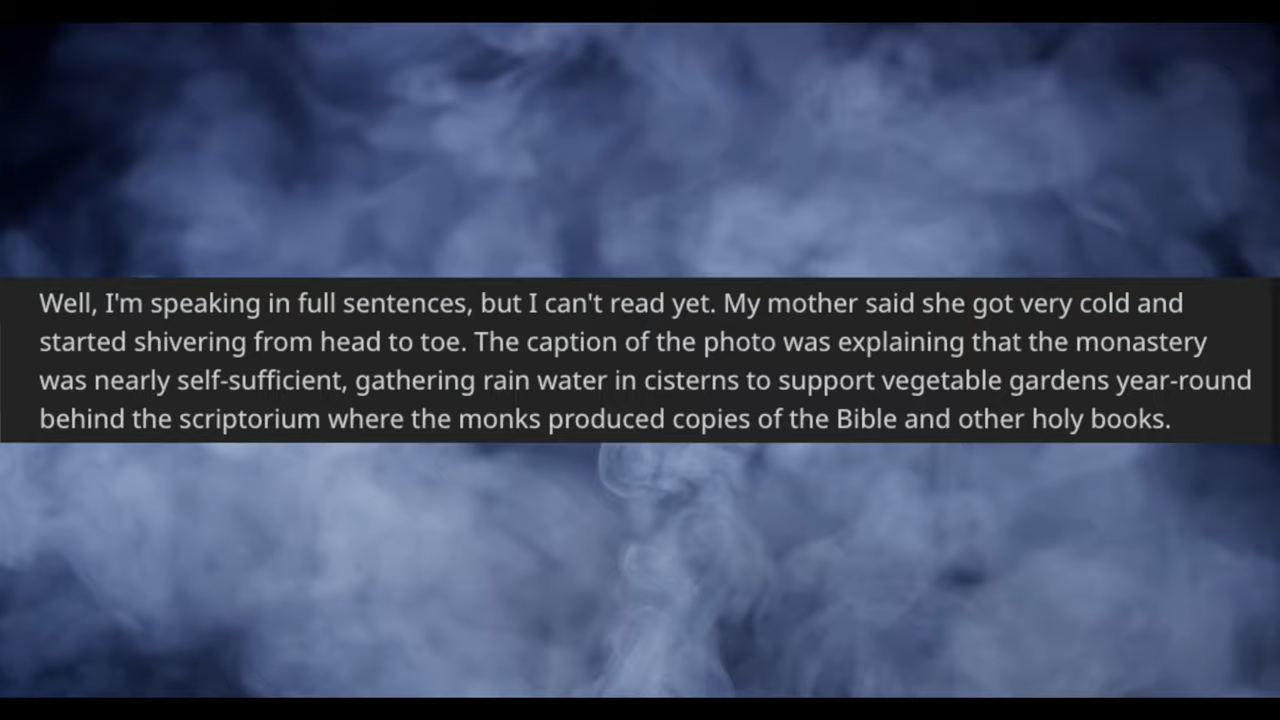 Well, I'm speaking in full sentences, but I can't read yet. My mother said she got very cold and
started shivering from head to toe. The caption of the photo was explaining that the monastery
was nearly self-sufficient, gathering rain water in cisterns to support vegetable gardens year-round
behind the scriptorium where the monks produced copies of the Bible and other holy books.